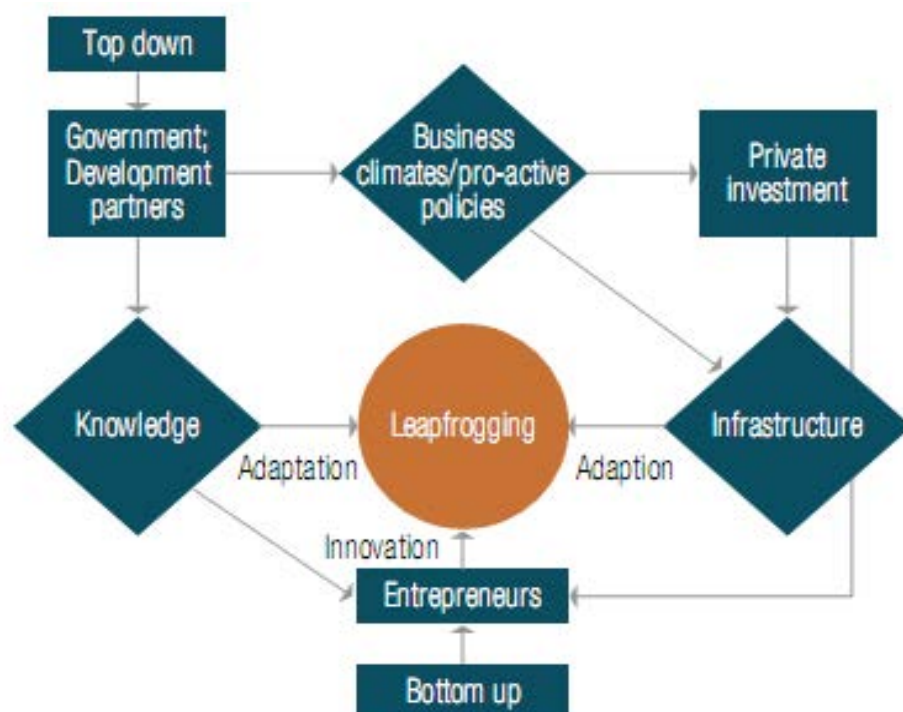 Top down
Government;
Development
partners
Business
climates/pro-active
policies
Private
investment
Knowledge
Leapfrogging
Infrastructure
Adaptation
Adaption
Innovation
Entrepreneurs
Bottom up